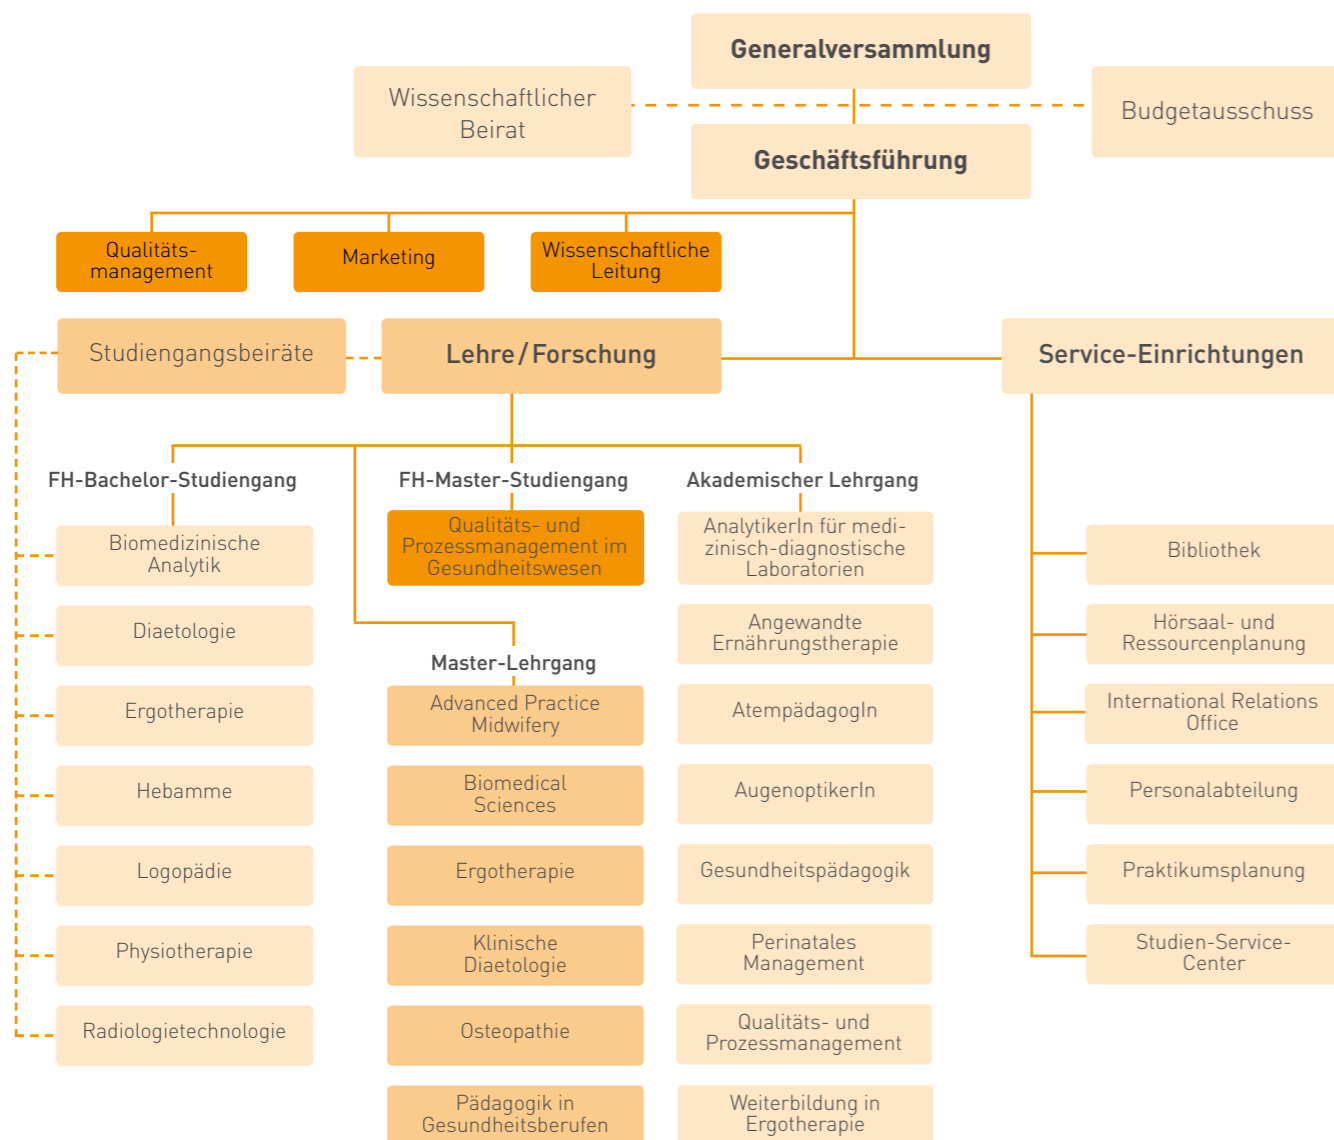 Generalversammlung
Wissenschaftlicher
Beirat
Budgetausschuss
Geschäftsführung
Qualitäts-
management
Marketing
Wissenschaftliche
Leitung
Studiengangsbeiräte
Lehre/Forschung
Service-Einrichtungen
FH-Bachelor-Studiengang
Biomedizinische
Analytik
Diaetologie
Ergotherapie
Hebamme
Logopädie
Physiotherapie
Radiologietechnologie
FH-Master-Studiengang
Qualitäts- und
Prozessmanagement im
Gesundheitswesen
Master-Lehrgang
Advanced Practice
Midwifery
Biomedical
Sciences
Ergotherapie
Klinische
Diaetologie
Osteopathie
Pädagogik in
Gesundheitsberufen
Akademischer Lehrgang
AnalytikerIn für medi-
zinisch-diagnostische
Laboratorien
Angewandte
Ernährungstherapie
AtempädagogIn
AugenoptikerIn
Gesundheitspädagogik
Perinatales
Management
Qualitäts- und
Prozessmanagement
Weiterbildung in
Ergotherapie
Bibliothek
Hörsaal- und
Ressourcenplanung
International Relations
Office
Personalabteilung
Praktikumsplanung
Studien-Service-
Center